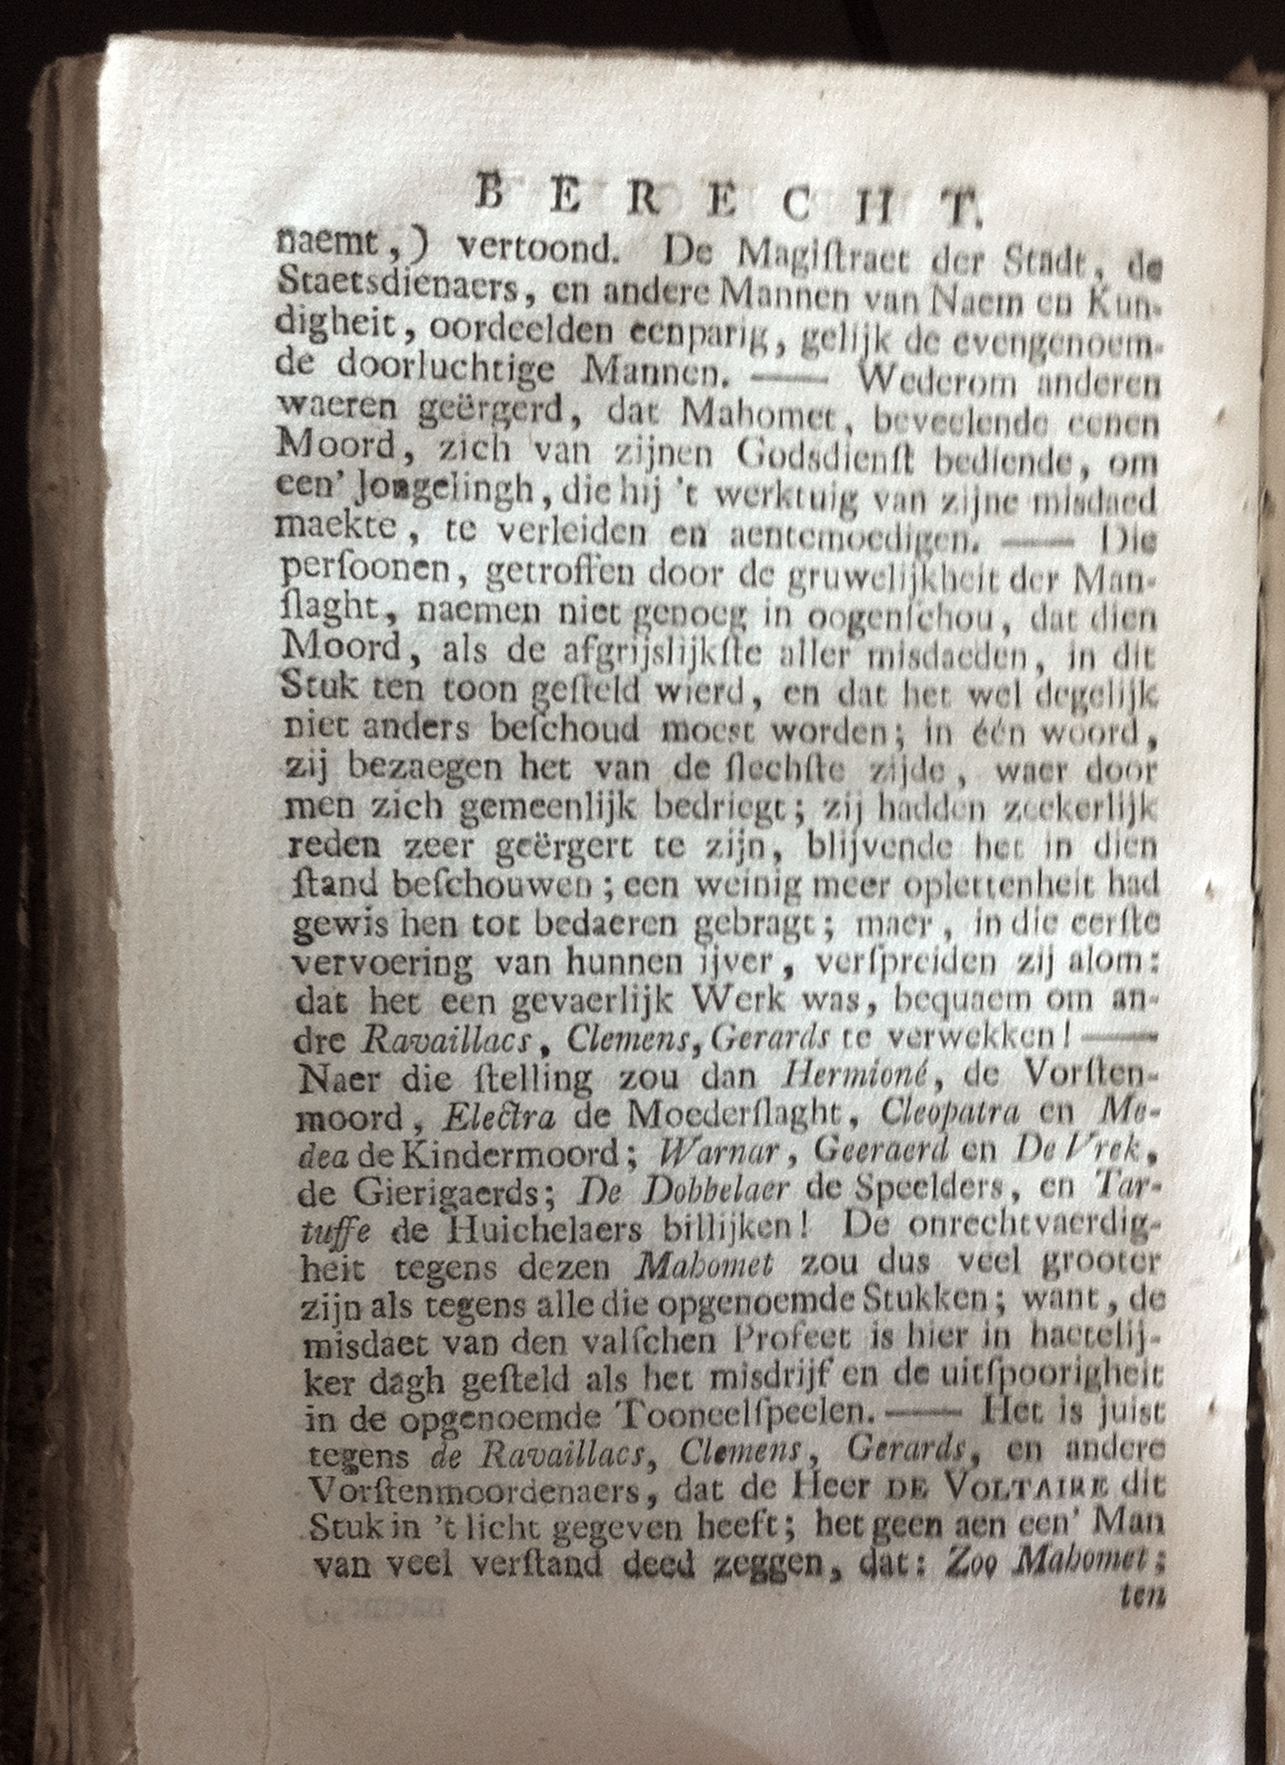 BERECHT.
naemt,) vertoond. De Magiſtraet der Stadt, de
Staetsdienaers, en andere Mannen van Naem en Kun-
digheit, oordeelden eenparig, gelijk de evengenoem-
de doorluchtige Mannen. —— Wederom anderen
waeren geërgerd, dat Mahomet, beveelende eenen
Moord, zich van zijnen Godsdienſt bediende, om
een' Jongelingh, die hij 't werktuig van zijne misdaed
maekte, te verleiden en aentemoedigen. —— Die
perſoonen, getroffen door de gruwelijkheit der Man-
ſlaght, naemen niet genoeg in oogenſchou, dat dien
Moord, als de afgrijslijkſte aller misdaeden, in dit
Stuk ten toon geſteld wierd, en dat het wel degelijk
niet anders beſchoud moest worden; in één woord,
zij bezaegen het van de ſlechſte zijde, waer door
men zich gemeenlijk bedriegt; zij hadden zeekerlijk
reden zeer geërgert te zijn, blijvende het in dien
ſtand beſchouwen; een weinig meer oplettenheit had
gewis hen tot bedaeren gebragt; maer, in die eerſte
vervoering van hunnen ijver, verſpreiden zij alom:
dat het een gevaerlijk Werk was, bequaem om an-
dre Ravaillacs, Clemens, Gerards te verwekken! ——
Naer die ſtelling zou dan Hermioné, de Vorſten-
moord, Electra de Moederſlaght, Cleopatra en Me-
dea de Kindermoord; Warnar, Geeraerd en De Vrek,
de Gierigaerds; De Dobbelaer de Speelders, en Tar-
tuffe de Huichelaers billijken! De onrechtvaerdig-
heit tegens dezen Mahomet zou dus veel grooter
zijn als tegens alle die opgenoemde Stukken; want, de
misdaet van den valſchen Profeet is hier in haetelij-
ker dagh geſteld als het misdrijf en de uitſpoorigheit
in de opgenoemde Tooneelſpeelen. —— Het is juist
tegens de Ravaillacs, Clemens, Gerards, en andere
Vorſtenmoordenaers, dat de Heer DE VOLTAIRE dit
Stuk in 't licht gegeven heeft; het geen aen een' Man
van veel verſtand deed zeggen, dat: Zoo Mahomet;
ten